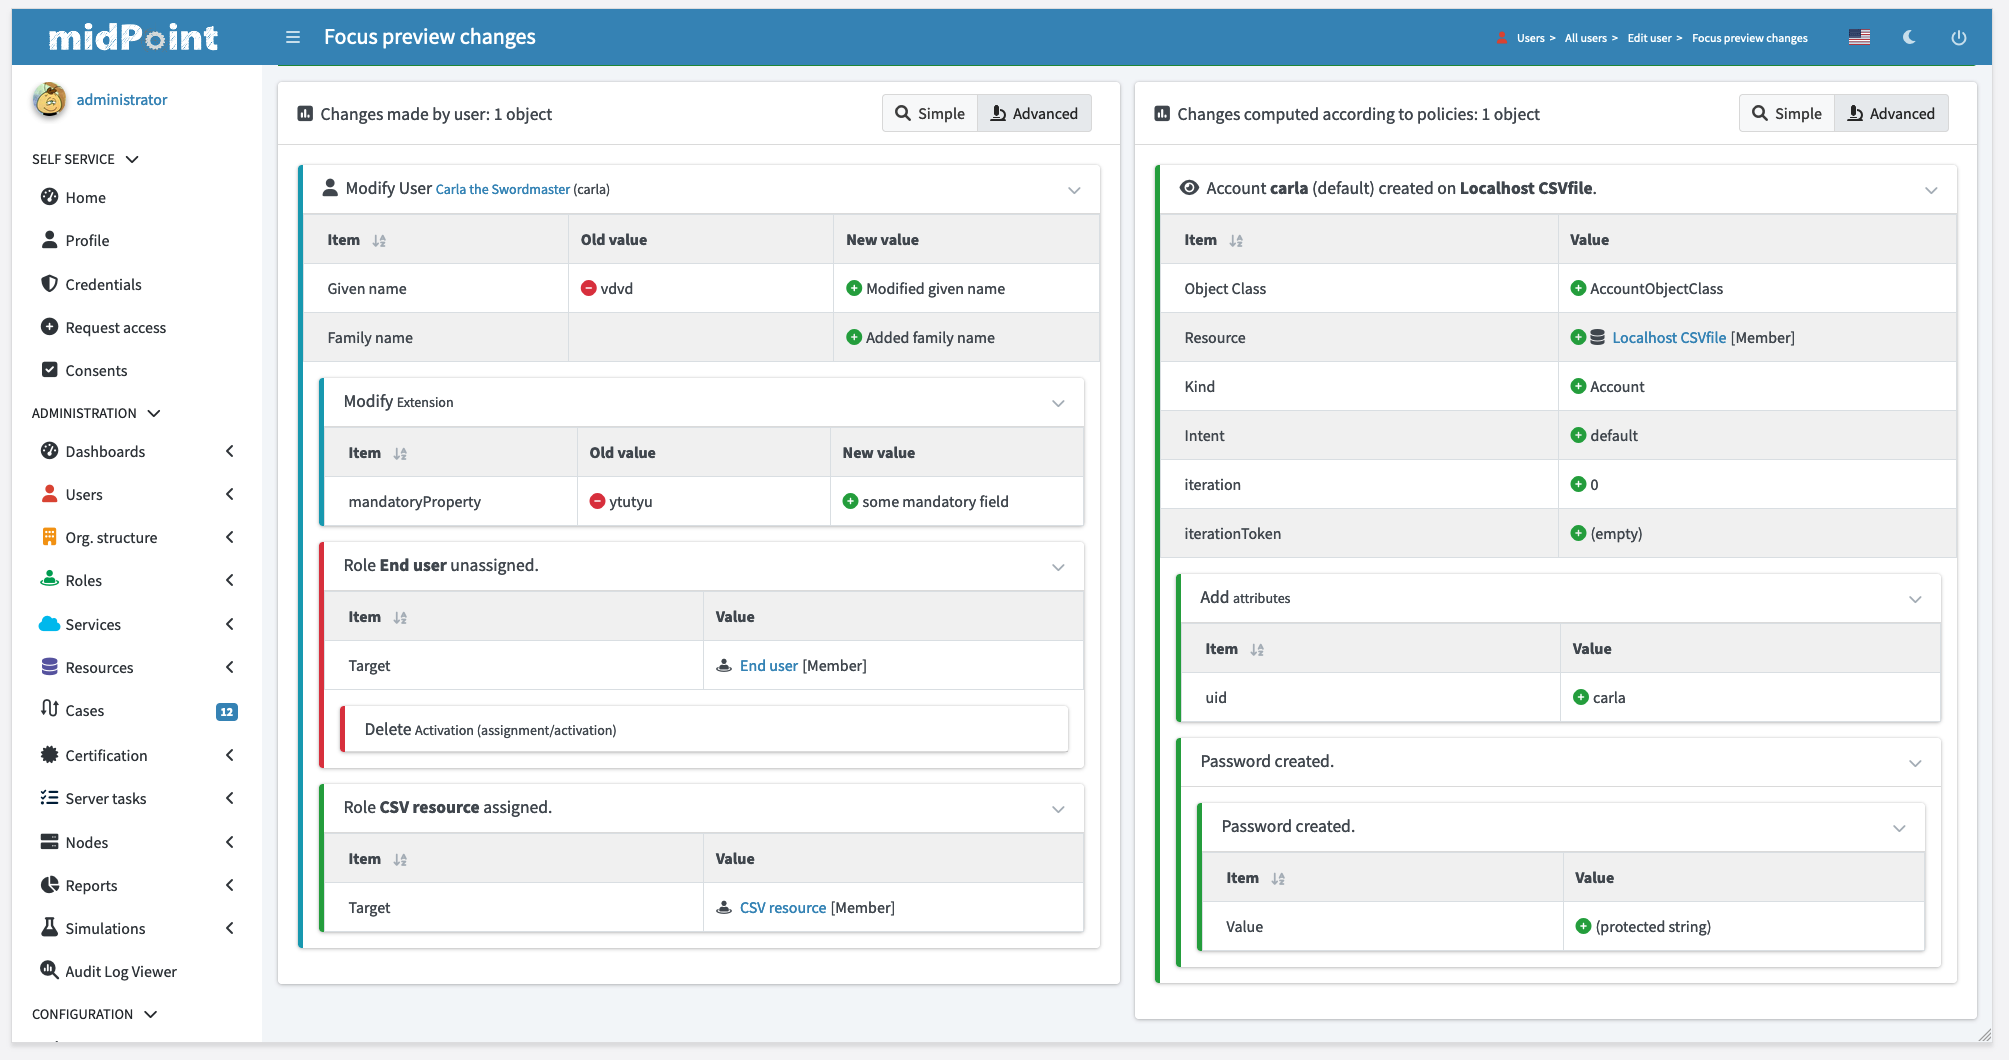 midPoint
Focus preview changes
Users > All users > Edit user > Focus preview changes
administrator
SELF SERVICE
Home
Profile
Credentials
Request access
Consents
ADMINISTRATION
Dashboards
Users
Org. structure
Roles
Services
Resources
Cases 12
Certification
Server tasks
Nodes
Reports
Simulations
Audit Log Viewer
CONFIGURATION
Changes made by user: 1 object
Simple Advanced
Modify User Carla the Swordmaster (carla)
Item Old value New value
Given name vdvd Modified given name
Family name Added family name
Modify Extension
Item Old value New value
mandatoryProperty ytutyu some mandatory field
Role End user unassigned.
Item Value
Target End user [Member]
Delete Activation (assignment/activation)
Role CSV resource assigned.
Item Value
Target CSV resource [Member]
Changes computed according to policies: 1 object
Simple Advanced
Account carla (default) created on Localhost CSVfile.
Item Value
Object Class AccountObjectClass
Resource Localhost CSVfile [Member]
Kind Account
Intent default
iteration 0
iterationToken (empty)
Add attributes
Item Value
uid carla
Password created.
Password created.
Item Value
Value (protected string)